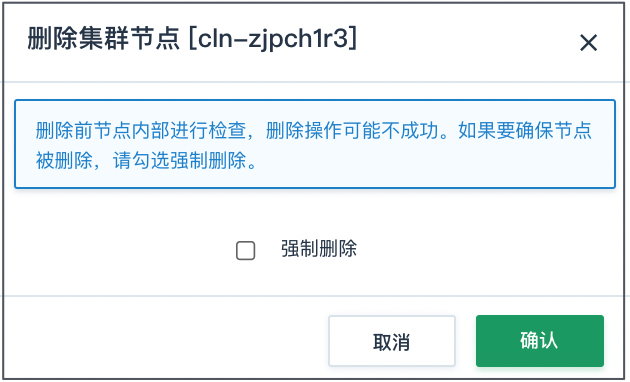 删除集群节点 [cln-zjpch1r3]
删除前节点内部进行检查，删除操作可能不成功。如果要确保节点
被删除，请勾选强制删除。
强制删除
取消
确认